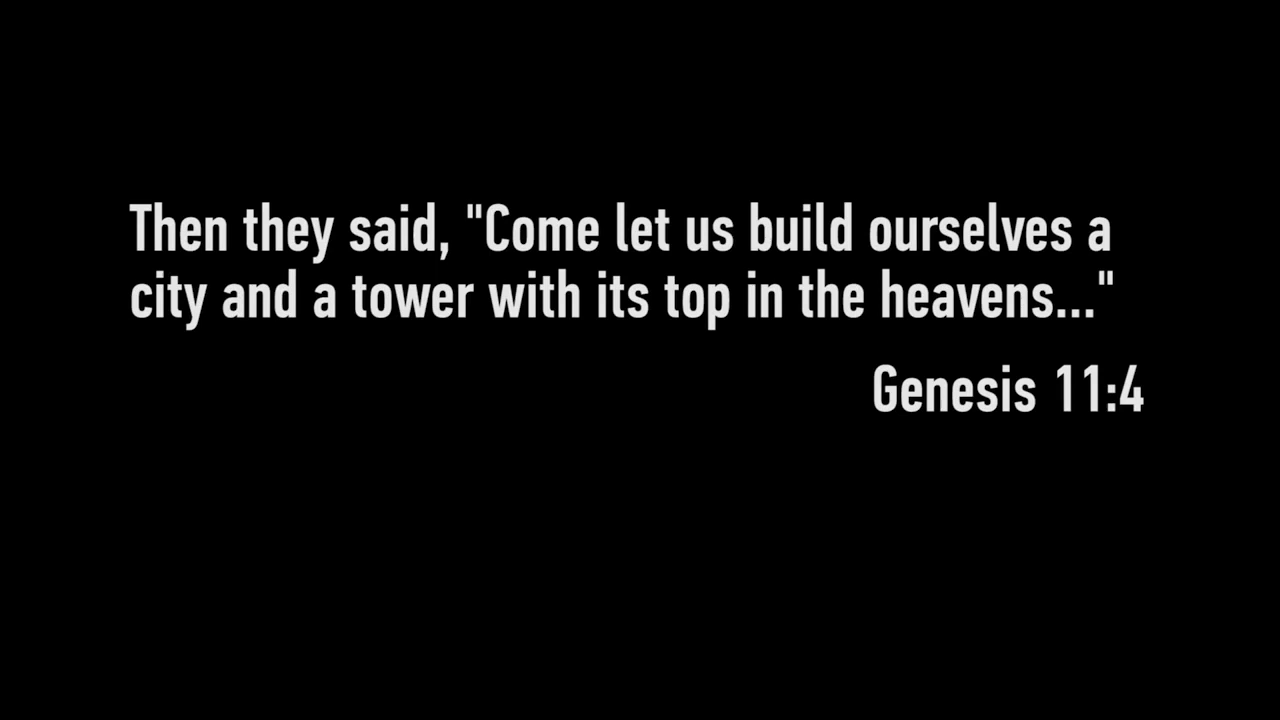 Then they said, "Come let us build ourselves a
city and a tower with its top in the heavens..."
Genesis 11:4